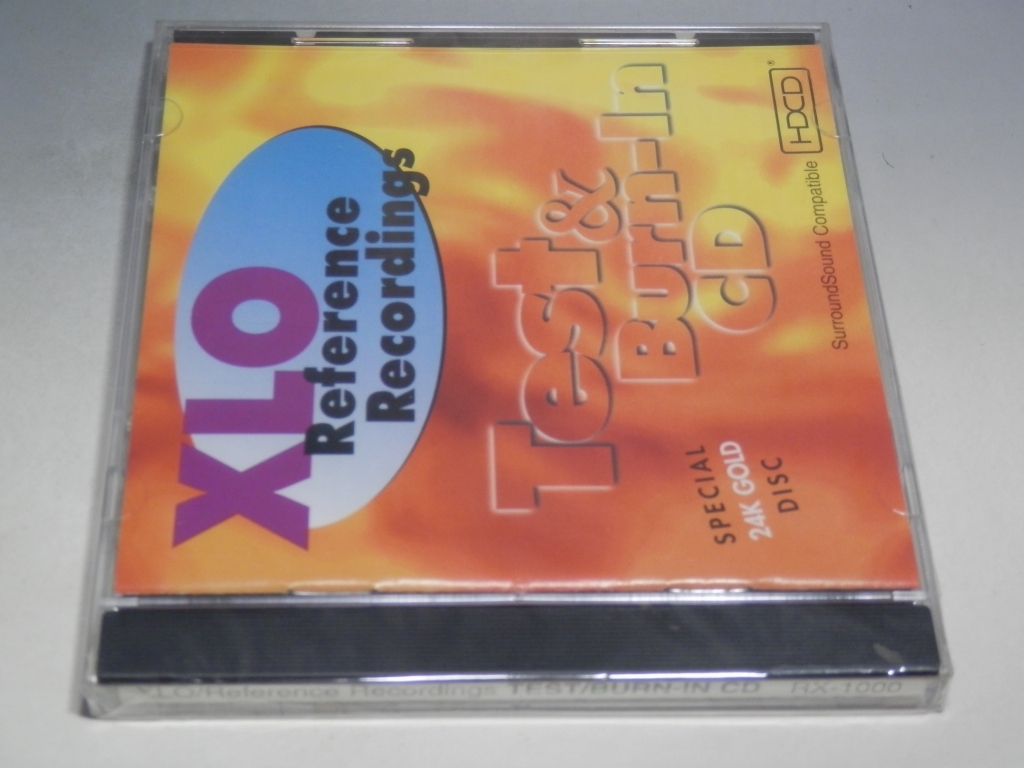 XLO
Reference
Recordings
Test &
Burn-In
CD
SPECIAL
24K GOLD
DISC
SurroundSound Compatible
HDCD®
XLO/Reference Recordings TEST/BURN-IN CD RX-1000